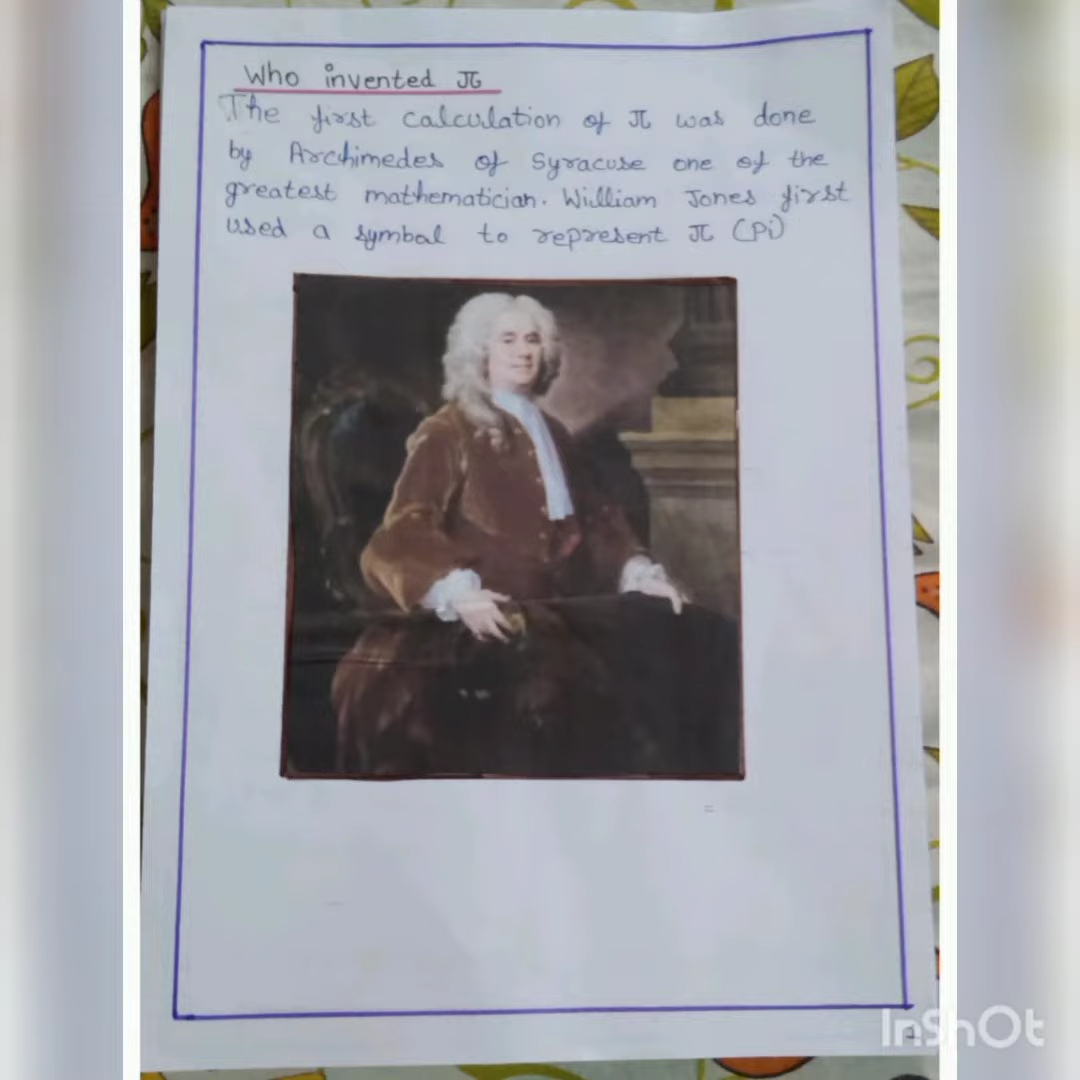 Who invented π
The first calculation of π was done
by Archimedes of Syracuse one of the
greatest mathematician. William Jones first
used a symbol to represent π (Pi)
InShOt